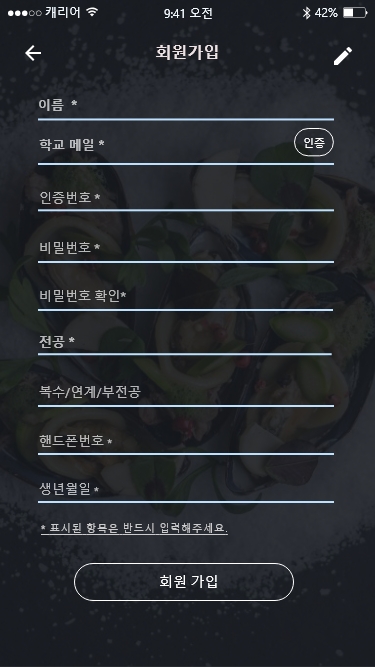 캐리어 9:41 오전 42%
회원가입
이름 *
학교 메일 * 인증
인증번호 *
비밀번호 *
비밀번호 확인*
전공 *
복수/연계/부전공
핸드폰번호 *
생년월일 *
* 표시된 항목은 반드시 입력해주세요.
회원 가입